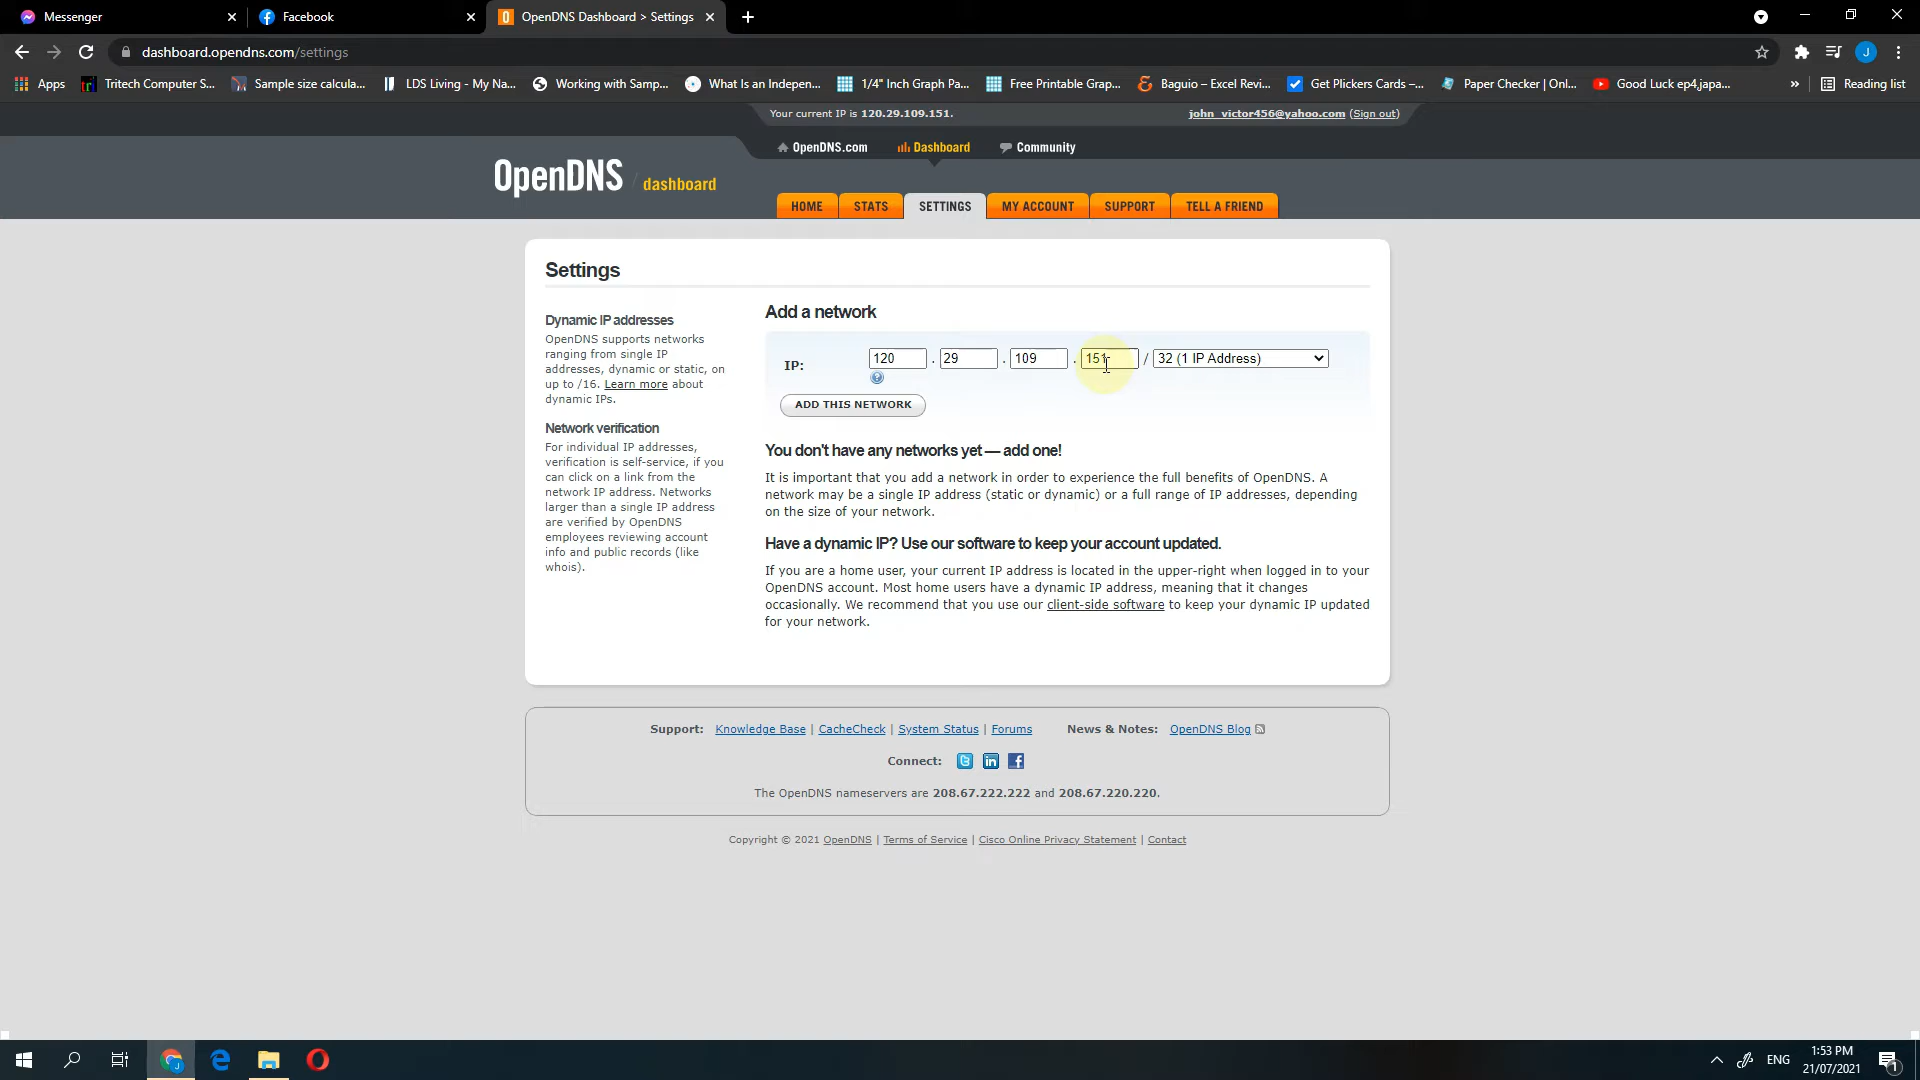 Messenger
Facebook
OpenDNS Dashboard > Settings
dashboard.opendns.com/settings
Apps
Tritech Computer S...
Sample size calcula...
LDS Living - My Na...
Working with Samp...
What Is an Indepen...
1/4" Inch Graph Pa...
Free Printable Grap...
Baguio – Excel Revi...
Get Plickers Cards –...
Paper Checker | Onl...
Good Luck ep4,japa...
»
Reading list
Your current IP is 120.29.109.151.
john_victor456@yahoo.com (Sign out)
OpenDNS.com
Dashboard
Community
OpenDNS / dashboard
HOME
STATS
SETTINGS
MY ACCOUNT
SUPPORT
TELL A FRIEND
Settings
Dynamic IP addresses
OpenDNS supports networks
ranging from single IP
addresses, dynamic or static, on
up to /16. Learn more about
dynamic IPs.
Network verification
For individual IP addresses,
verification is self-service, if you
can click on a link from the
network IP address. Networks
larger than a single IP address
are verified by OpenDNS
employees reviewing account
info and public records (like
whois).
Add a network
IP: 120 . 29 . 109 . 151 / 32 (1 IP Address)
?
ADD THIS NETWORK
You don't have any networks yet — add one!
It is important that you add a network in order to experience the full benefits of OpenDNS. A
network may be a single IP address (static or dynamic) or a full range of IP addresses, depending
on the size of your network.
Have a dynamic IP? Use our software to keep your account updated.
If you are a home user, your current IP address is located in the upper-right when logged in to your
OpenDNS account. Most home users have a dynamic IP address, meaning that it changes
occasionally. We recommend that you use our client-side software to keep your dynamic IP updated
for your network.
Support: Knowledge Base | CacheCheck | System Status | Forums News & Notes: OpenDNS Blog
Connect:
The OpenDNS nameservers are 208.67.222.222 and 208.67.220.220.
Copyright © 2021 OpenDNS | Terms of Service | Cisco Online Privacy Statement | Contact
ENG
1:53 PM
21/07/2021
1